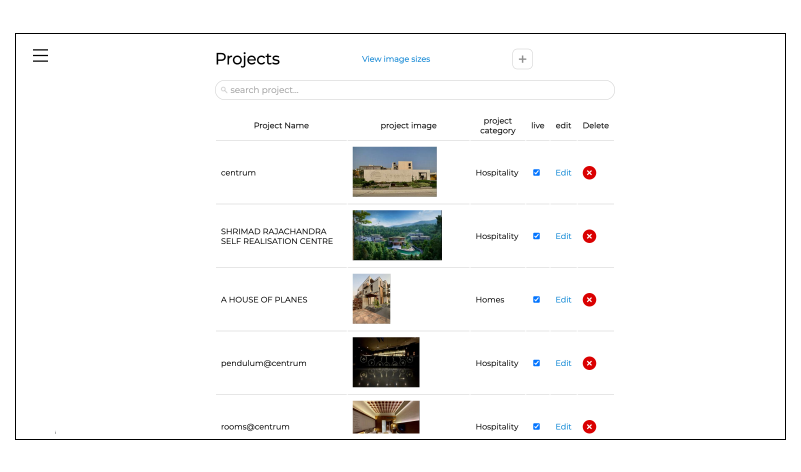 Projects
View image sizes
+
search project...
Project Name project image project category live edit Delete
centrum Hospitality Edit
SHRIMAD RAJACHANDRA
SELF REALISATION CENTRE Hospitality Edit
A HOUSE OF PLANES Homes Edit
pendulum@centrum Hospitality Edit
rooms@centrum Hospitality Edit